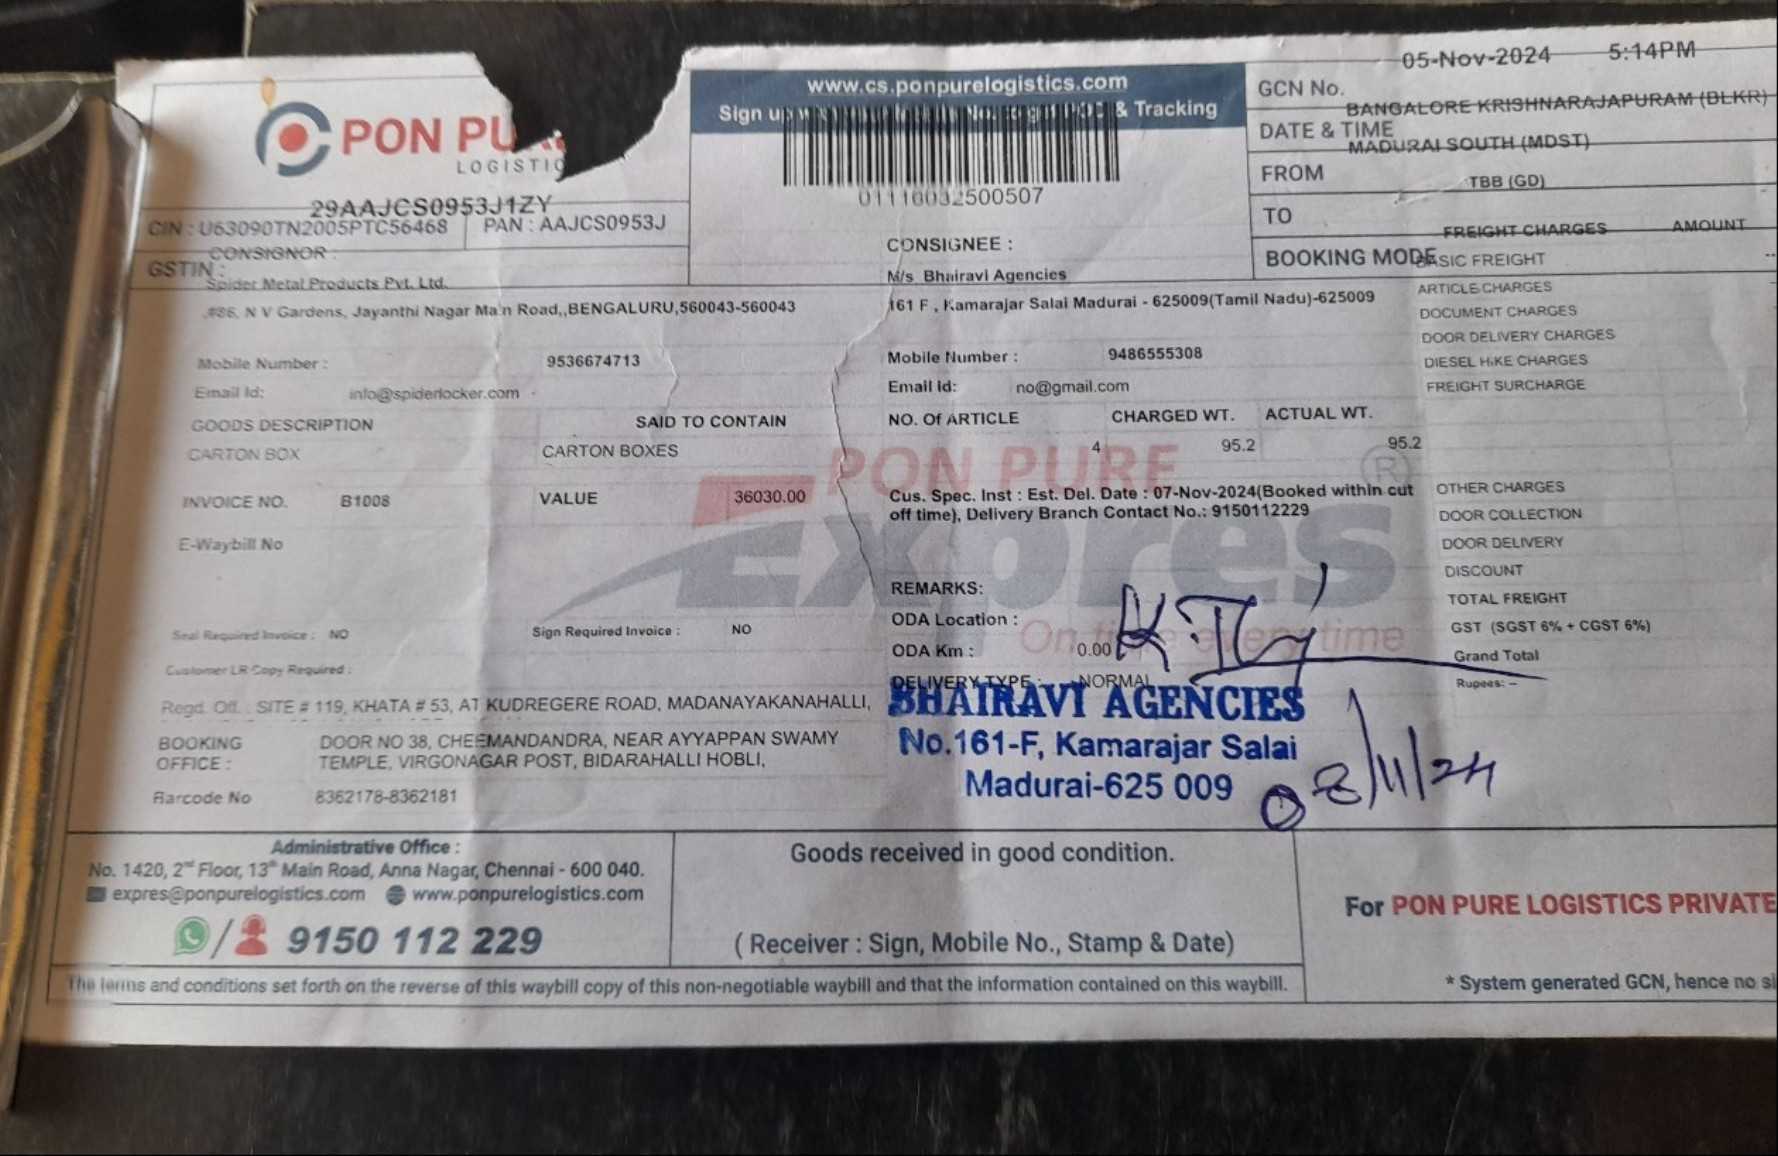 PON PU
LOGISTIC
29AAJCS0953J1ZY
CIN : U63090TN2005PTC56468 PAN : AAJCS0953J
GSTIN :
www.cs.ponpurelogistics.com
Sign up & Tracking
01116032500507
05-Nov-2024 5:14PM
GCN No.
BANGALORE KRISHNARAJAPURAM (BLKR)
DATE & TIME
MADURAI SOUTH (MDST)
FROM
TBB (GD)
TO
FREIGHT CHARGES AMOUNT
BOOKING MODE
BASIC FREIGHT
ARTICLE CHARGES
DOCUMENT CHARGES
DOOR DELIVERY CHARGES
DIESEL HIKE CHARGES
FREIGHT SURCHARGE
CONSIGNOR :
Spider Metal Products Pvt. Ltd.
#86, N V Gardens, Jayanthi Nagar Main Road,,BENGALURU,560043-560043
Mobile Number : 9536674713
Email Id: info@spiderlocker.com
CONSIGNEE :
M/s Bhairavi Agencies
161 F , Kamarajar Salai Madurai - 625009(Tamil Nadu)-625009
Mobile Number : 9486555308
Email Id: no@gmail.com
GOODS DESCRIPTION SAID TO CONTAIN NO. Of ARTICLE CHARGED WT. ACTUAL WT.
CARTON BOX CARTON BOXES 4 95.2 95.2
PON PURE ®
Expres
On time every time
INVOICE NO. B1008 VALUE 36030.00
E-Waybill No
Cus. Spec. Inst : Est. Del. Date : 07-Nov-2024(Booked within cut
off time), Delivery Branch Contact No.: 9150112229
OTHER CHARGES
DOOR COLLECTION
DOOR DELIVERY
DISCOUNT
TOTAL FREIGHT
GST (SGST 6% + CGST 6%)
Grand Total
Rupees: –
REMARKS:
ODA Location :
ODA Km : 0.00
DELIVERY TYPE : NORMAL
Seal Required Invoice : NO Sign Required Invoice : NO
Customer LR Copy Required :
Regd. Off. : SITE # 119, KHATA # 53, AT KUDREGERE ROAD, MADANAYAKANAHALLI,
BOOKING OFFICE : DOOR NO 38, CHEEMANDANDRA, NEAR AYYAPPAN SWAMY
TEMPLE, VIRGONAGAR POST, BIDARAHALLI HOBLI,
Barcode No 8362178-8362181
BHAIRAVI AGENCIES
No.161-F, Kamarajar Salai
Madurai-625 009
08/11/24
Administrative Office :
No. 1420, 2nd Floor, 13th Main Road, Anna Nagar, Chennai - 600 040.
expres@ponpurelogistics.com www.ponpurelogistics.com
9150 112 229
Goods received in good condition.
( Receiver : Sign, Mobile No., Stamp & Date)
For PON PURE LOGISTICS PRIVATE
The terms and conditions set forth on the reverse of this waybill copy of this non-negotiable waybill and that the information contained on this waybill.
* System generated GCN, hence no si